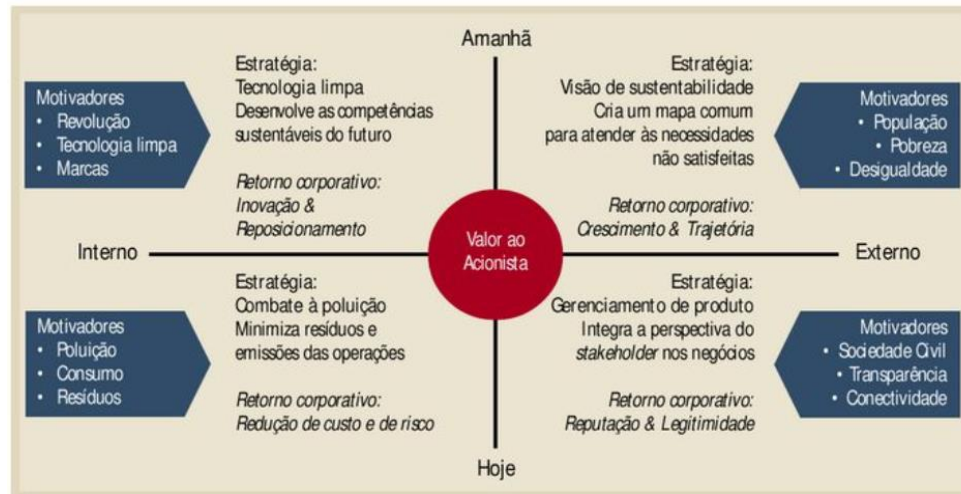 Amanhã
Motivadores
• Revolução
• Tecnologia limpa
• Marcas
Estratégia:
Tecnologia limpa
Desenvolve as competências
sustentáveis do futuro
Retorno corporativo:
Inovação &
Reposicionamento
Estratégia:
Visão de sustentabilidade
Cria um mapa comum
para atender às necessidades
não satisfeitas
Retorno corporativo:
Crescimento & Trajetória
Motivadores
• População
• Pobreza
• Desigualdade
Interno
Valor ao
Acionista
Externo
Motivadores
• Poluição
• Consumo
• Resíduos
Estratégia:
Combate à poluição
Minimiza resíduos e
emissões das operações
Retorno corporativo:
Redução de custo e de risco
Estratégia:
Gerenciamento de produto
Integra a perspectiva do
stakeholder nos negócios
Retorno corporativo:
Reputação & Legitimidade
Motivadores
• Sociedade Civil
• Transparência
• Conectividade
Hoje